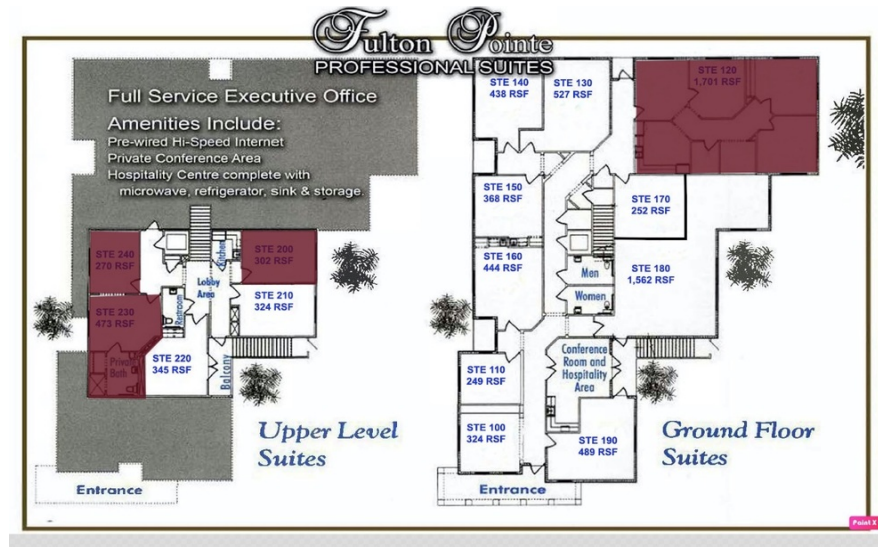 Fulton Pointe
PROFESSIONAL SUITES
Full Service Executive Office
Amenities Include:
Pre-wired Hi-Speed Internet
Private Conference Area
Hospitality Centre complete with
microwave, refrigerator, sink & storage.
STE 240
270 RSF
Kitchen
STE 200
302 RSF
Lobby
Area
STE 210
324 RSF
STE 230
473 RSF
Restroom
Private
Bath
STE 220
345 RSF
Balcony
Upper Level
Suites
Entrance
STE 140
438 RSF
STE 130
527 RSF
STE 120
1,701 RSF
STE 150
368 RSF
STE 170
252 RSF
STE 160
444 RSF
Men
Women
STE 180
1,562 RSF
STE 110
249 RSF
Conference
Room and
Hospitality
Area
STE 100
324 RSF
STE 190
489 RSF
Ground Floor
Suites
Entrance
Paint X